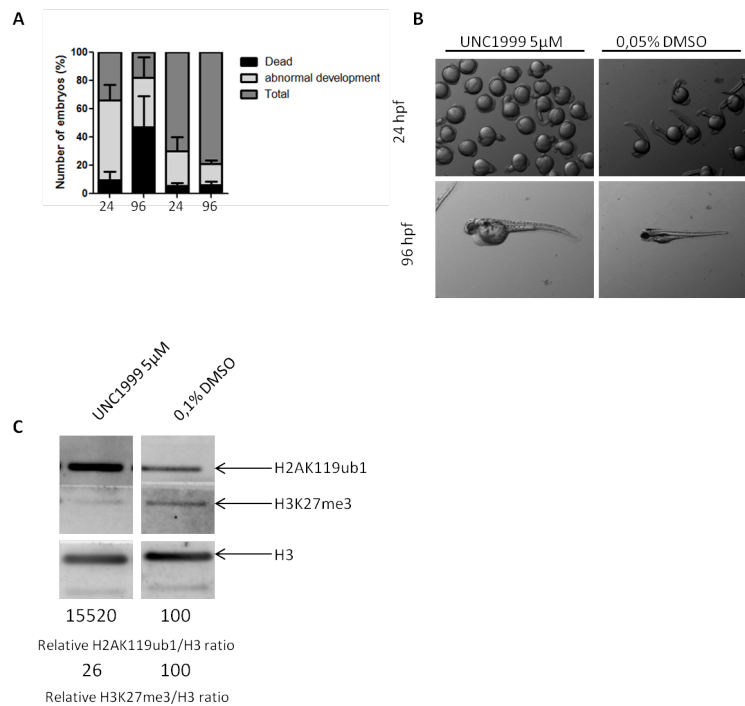 A
Number of embryos (%)
100
80
60
40
20
0
24 96 24 96
Dead
abnormal development
Total
B
UNC1999 5µM 0,05% DMSO
24 hpf
96 hpf
C
UNC1999 5µM 0,1% DMSO
H2AK119ub1
H3K27me3
H3
15520 100
Relative H2AK119ub1/H3 ratio
26 100
Relative H3K27me3/H3 ratio